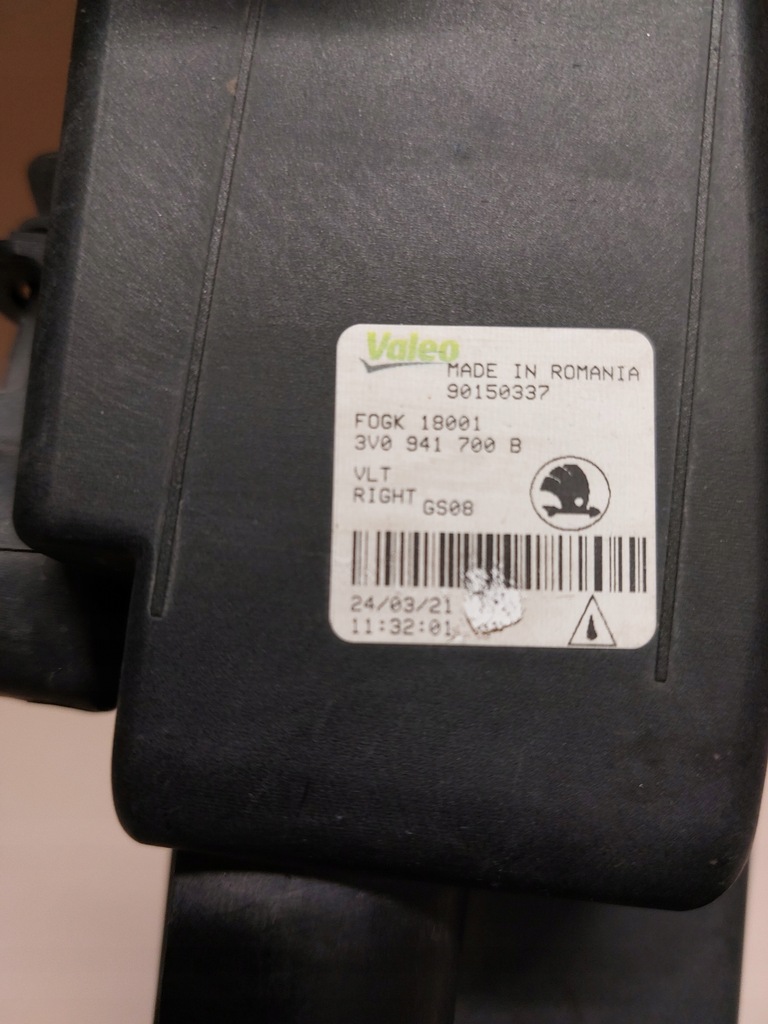 Valeo
MADE IN ROMANIA
90150337
FOGK 18001
3V0 941 700 B
VLT
RIGHT GS08
24/03/21
11:32:01